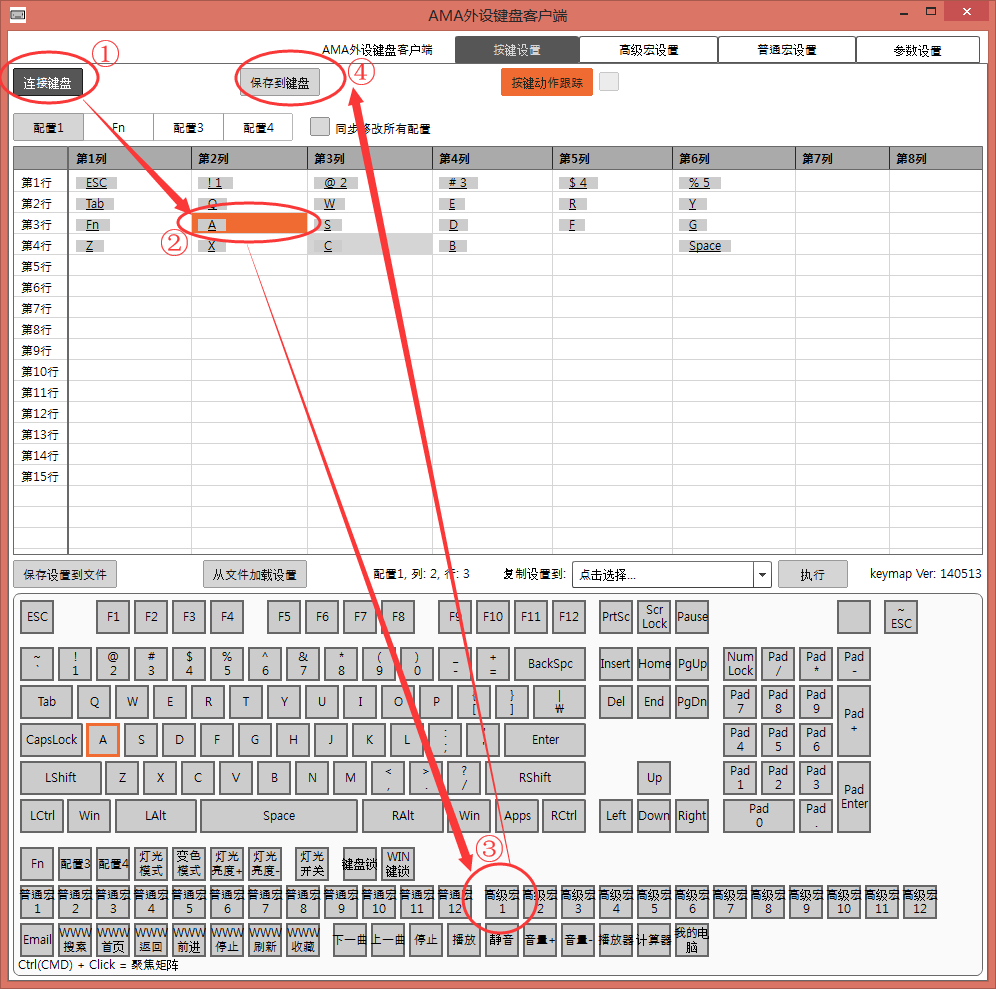 AMA外设键盘客户端
AMA外设键盘客户端 按键设置 高级宏设置 普通宏设置 参数设置
①
连接键盘 保存到键盘 ④ 按键动作跟踪
配置1 Fn 配置3 配置4 同步修改所有配置
第1列 第2列 第3列 第4列 第5列 第6列 第7列 第8列
第1行 ESC ! 1 @ 2 # 3 $ 4 % 5
第2行 Tab Q W E R Y
第3行 Fn A S D F G
② 
第4行 Z X C B Space
第5行
第6行
第7行
第8行
第9行
第10行
第11行
第12行
第13行
第14行
第15行
保存设置到文件 从文件加载设置 配置1, 列: 2, 行: 3 复制设置到: 点击选择... 执行 keymap Ver: 140513
ESC F1 F2 F3 F4 F5 F6 F7 F8 F9 F10 F11 F12 PrtSc Scr Lock Pause ~ ESC
~ ` ! 1 @ 2 # 3 $ 4 % 5 ^ 6 & 7 * 8 ( 9 ) 0 _ - + = BackSpc Insert Home PgUp Num Lock Pad / Pad * Pad -
Tab Q W E R T Y U I O P { [ } ] | ₩ Del End PgDn Pad 7 Pad 8 Pad 9 Pad +
CapsLock A S D F G H J K L : ; " ' Enter Pad 4 Pad 5 Pad 6
LShift Z X C V B N M < , > . ? / RShift Up Pad 1 Pad 2 Pad 3 Pad Enter
LCtrl Win LAlt Space RAlt Win Apps RCtrl Left Down Right Pad 0 Pad .
③
Fn 配置3 配置4 灯光模式 变色模式 灯光亮度+ 灯光亮度- 灯光开关 键盘锁 WIN键锁
普通宏1 普通宏2 普通宏3 普通宏4 普通宏5 普通宏6 普通宏7 普通宏8 普通宏9 普通宏10 普通宏11 普通宏12 高级宏1 高级宏2 高级宏3 高级宏4 高级宏5 高级宏6 高级宏7 高级宏8 高级宏9 高级宏10 高级宏11 高级宏12
Email WWW搜索 WWW首页 WWW返回 WWW前进 WWW停止 WWW刷新 WWW收藏 下一曲 上一曲 停止 播放 静音 音量+ 音量- 播放器 计算器 我的电脑
Ctrl(CMD) + Click = 聚焦矩阵